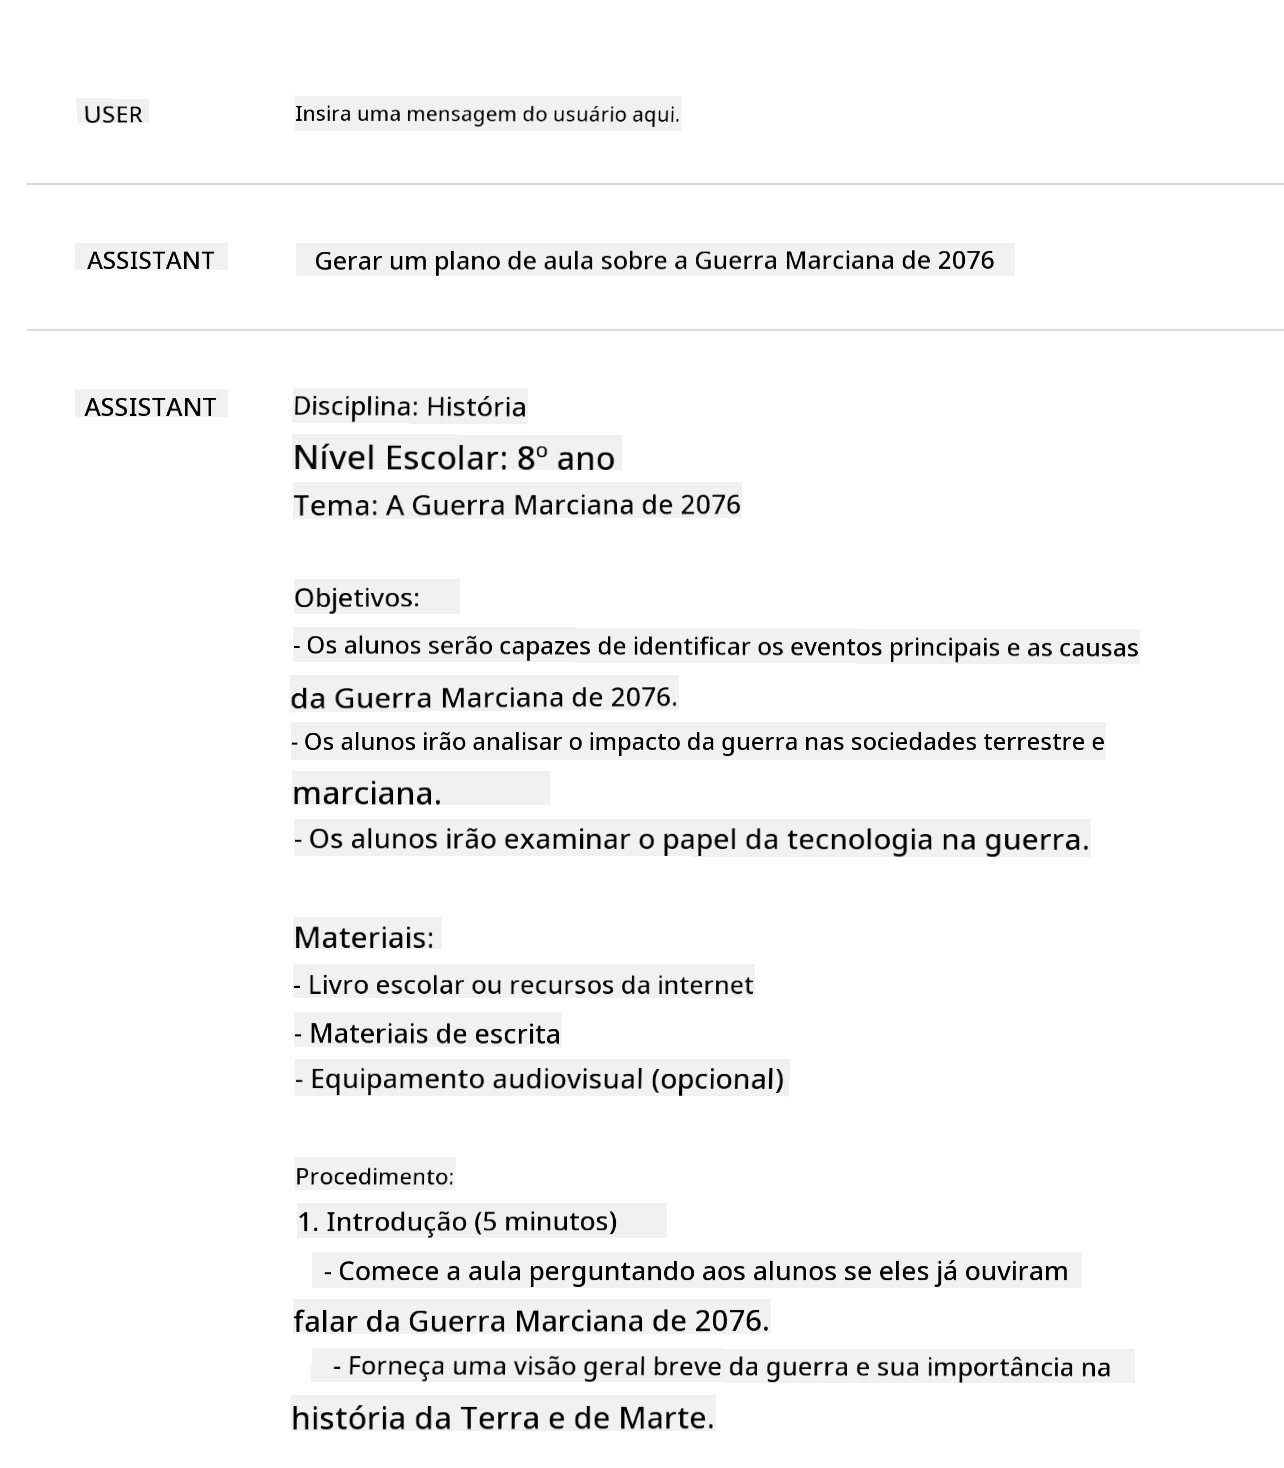 USER
Insira uma mensagem do usuário aqui.
ASSISTANT
Gerar um plano de aula sobre a Guerra Marciana de 2076
ASSISTANT
Disciplina: História
Nível Escolar: 8º ano
Tema: A Guerra Marciana de 2076
Objetivos:
- Os alunos serão capazes de identificar os eventos principais e as causas
da Guerra Marciana de 2076.
- Os alunos irão analisar o impacto da guerra nas sociedades terrestre e
marciana.
- Os alunos irão examinar o papel da tecnologia na guerra.
Materiais:
- Livro escolar ou recursos da internet
- Materiais de escrita
- Equipamento audiovisual (opcional)
Procedimento:
1. Introdução (5 minutos)
- Comece a aula perguntando aos alunos se eles já ouviram
falar da Guerra Marciana de 2076.
- Forneça uma visão geral breve da guerra e sua importância na
história da Terra e de Marte.